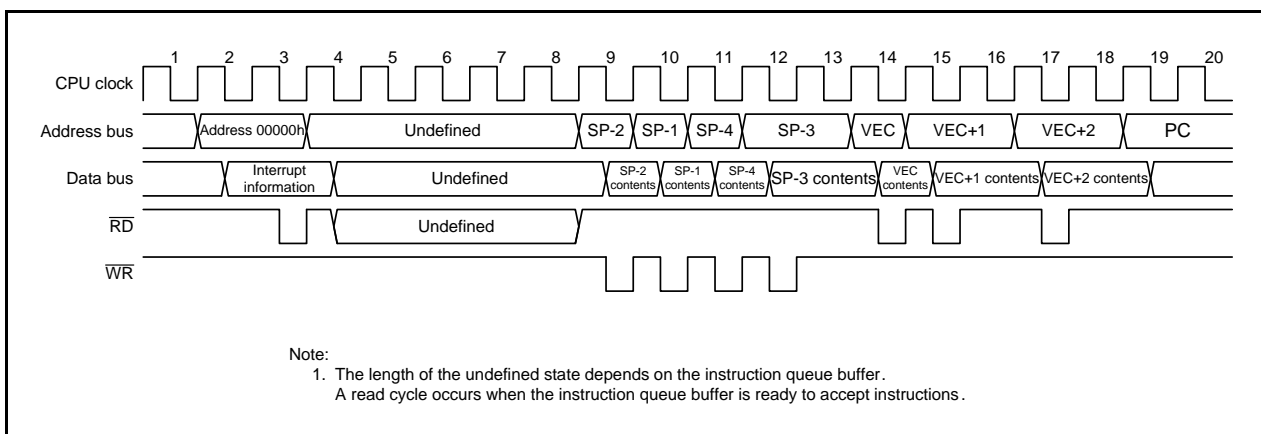 1 2 3 4 5 6 7 8 9 10 11 12 13 14 15 16 17 18 19 20
CPU clock
Address bus Address 00000h Undefined SP-2 SP-1 SP-4 SP-3 VEC VEC+1 VEC+2 PC
Data bus Interrupt information Undefined SP-2 contents SP-1 contents SP-4 contents SP-3 contents VEC contents VEC+1 contents VEC+2 contents
RD Undefined
WR
Note:
1. The length of the undefined state depends on the instruction queue buffer.
A read cycle occurs when the instruction queue buffer is ready to accept instructions.